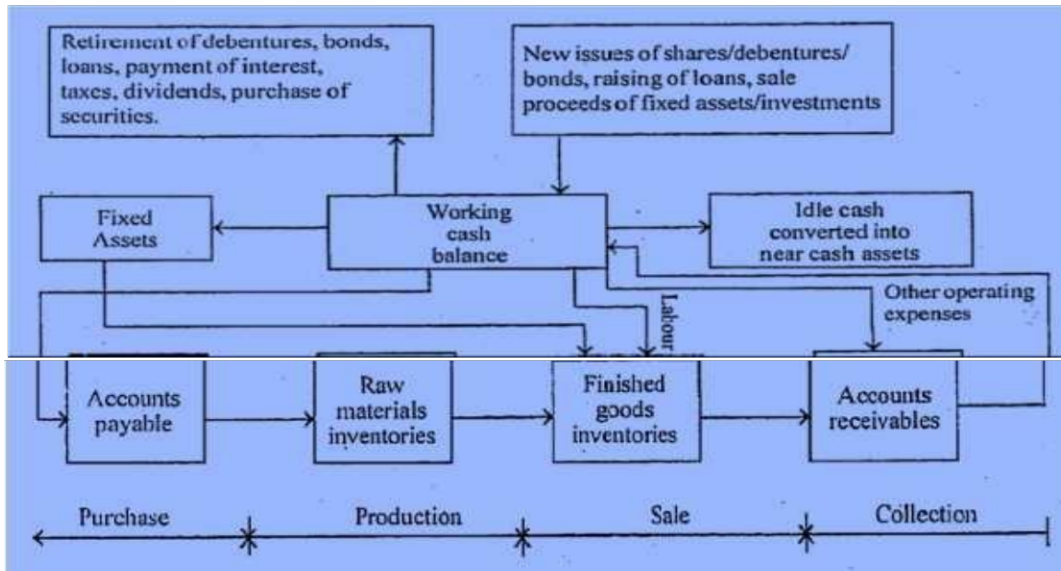 Retirement of debentures, bonds,
loans, payment of interest,
taxes, dividends, purchase of
securities.
New issues of shares/debentures/
bonds, raising of loans, sale
proceeds of fixed assets/investments
Fixed
Assets
Working
cash
balance
Idle cash
converted into
near cash assets
Labour
Other operating
expenses
Accounts
payable
Raw
materials
inventories
Finished
goods
inventories
Accounts
receivables
Purchase
Production
Sale
Collection